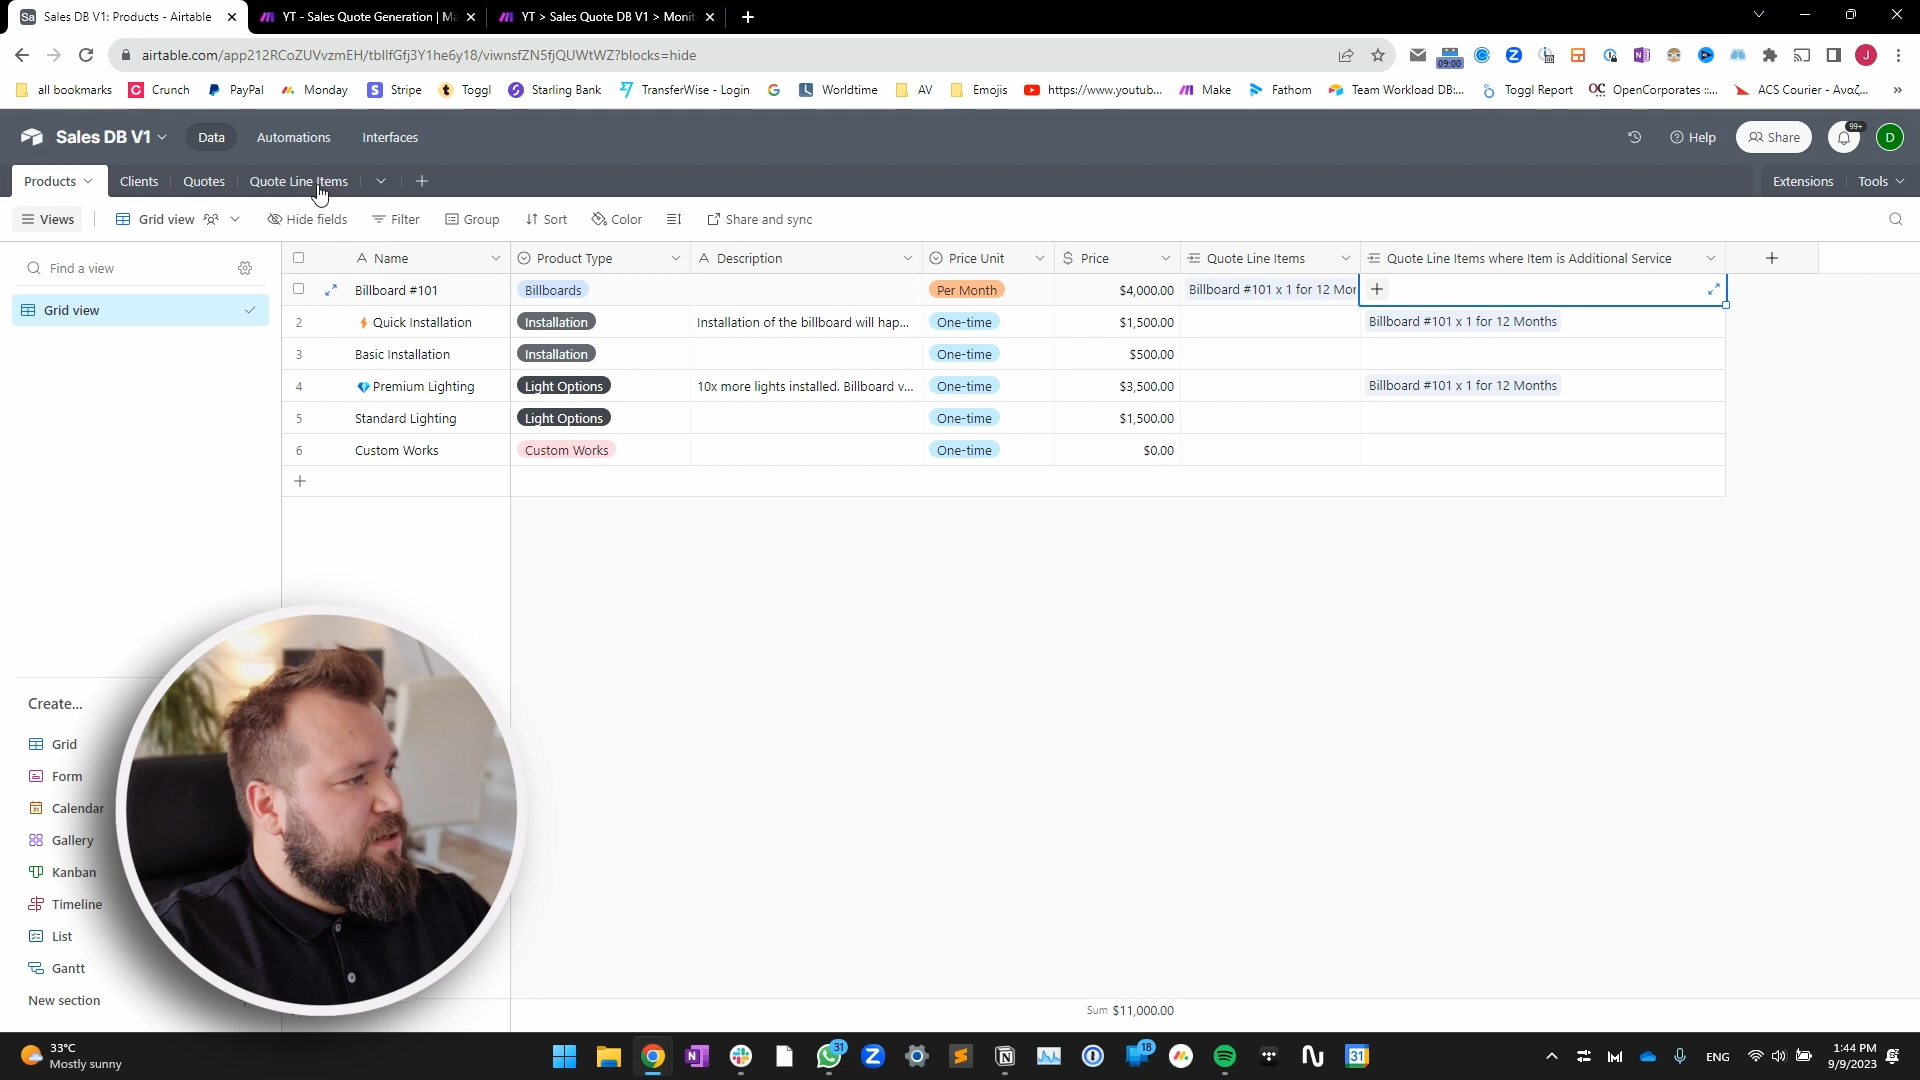 Sales DB V1: Products - Airtable
YT - Sales Quote Generation | Ma
YT > Sales Quote DB V1 > Monit
airtable.com/app212RCoZUVvzmEH/tblIfGfj3Y1he6y18/viwnsfZN5fjQUWtWZ?blocks=hide
09:00
J
all bookmarks
Crunch
PayPal
Monday
Stripe
Toggl
Starling Bank
TransferWise - Login
Worldtime
AV
Emojis
https://www.youtub...
Make
Fathom
Team Workload DB:...
Toggl Report
OpenCorporates ::...
ACS Courier - Αναζ...
Sales DB V1
Data
Automations
Interfaces
Help
Share
99+
D
Products
Clients
Quotes
Quote Line Items
Extensions
Tools
Views
Grid view
Hide fields
Filter
Group
Sort
Color
Share and sync
Find a view
Grid view
Name
Product Type
Description
Price Unit
Price
Quote Line Items
Quote Line Items where Item is Additional Service
Billboard #101
Billboards
Per Month
$4,000.00
Billboard #101 x 1 for 12 Mor
2
⚡ Quick Installation
Installation
Installation of the billboard will hap...
One-time
$1,500.00
Billboard #101 x 1 for 12 Months
3
Basic Installation
Installation
One-time
$500.00
4
💎 Premium Lighting
Light Options
10x more lights installed. Billboard v...
One-time
$3,500.00
Billboard #101 x 1 for 12 Months
5
Standard Lighting
Light Options
One-time
$1,500.00
6
Custom Works
Custom Works
One-time
$0.00
Create...
Grid
Form
Calendar
Gallery
Kanban
Timeline
List
Gantt
New section
Sum $11,000.00
33°C
Mostly sunny
31
18
31
ENG
1:44 PM
9/9/2023